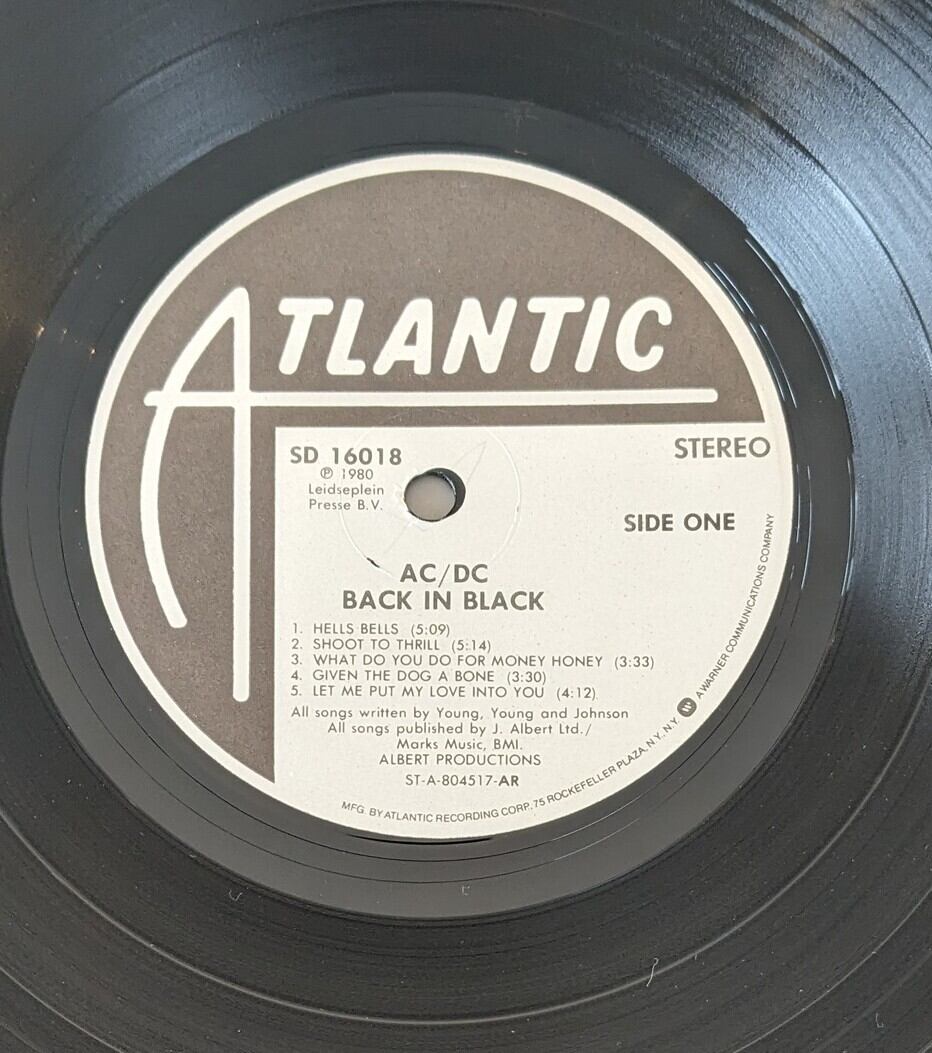 ATLANTIC
SD 16018
STEREO
℗ 1980
Leidseplein
Presse B.V.
SIDE ONE
AC/DC
BACK IN BLACK
1. HELLS BELLS (5:09)
2. SHOOT TO THRILL (5:14)
3. WHAT DO YOU DO FOR MONEY HONEY (3:33)
4. GIVEN THE DOG A BONE (3:30)
5. LET ME PUT MY LOVE INTO YOU (4:12)
All songs written by Young, Young and Johnson
All songs published by J. Albert Ltd./
Marks Music, BMI.
ALBERT PRODUCTIONS
ST-A-804517-AR
MFG. BY ATLANTIC RECORDING CORP. 75 ROCKEFELLER PLAZA, N.Y., N.Y. A WARNER COMMUNICATIONS COMPANY